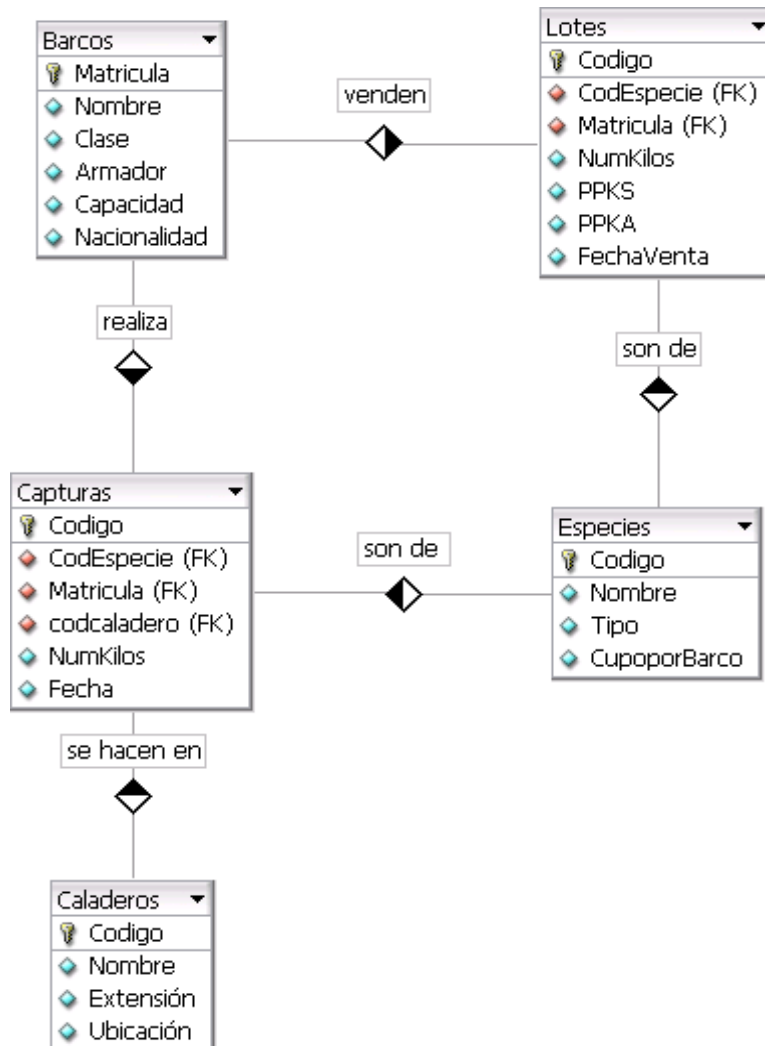 Barcos
Matricula
Nombre
Clase
Armador
Capacidad
Nacionalidad
venden
Lotes
Codigo
CodEspecie (FK)
Matricula (FK)
NumKilos
PPKS
PPKA
FechaVenta
realiza
son de
Capturas
Codigo
CodEspecie (FK)
Matricula (FK)
codcaladero (FK)
NumKilos
Fecha
son de
Especies
Codigo
Nombre
Tipo
CupoporBarco
se hacen en
Caladeros
Codigo
Nombre
Extensión
Ubicación